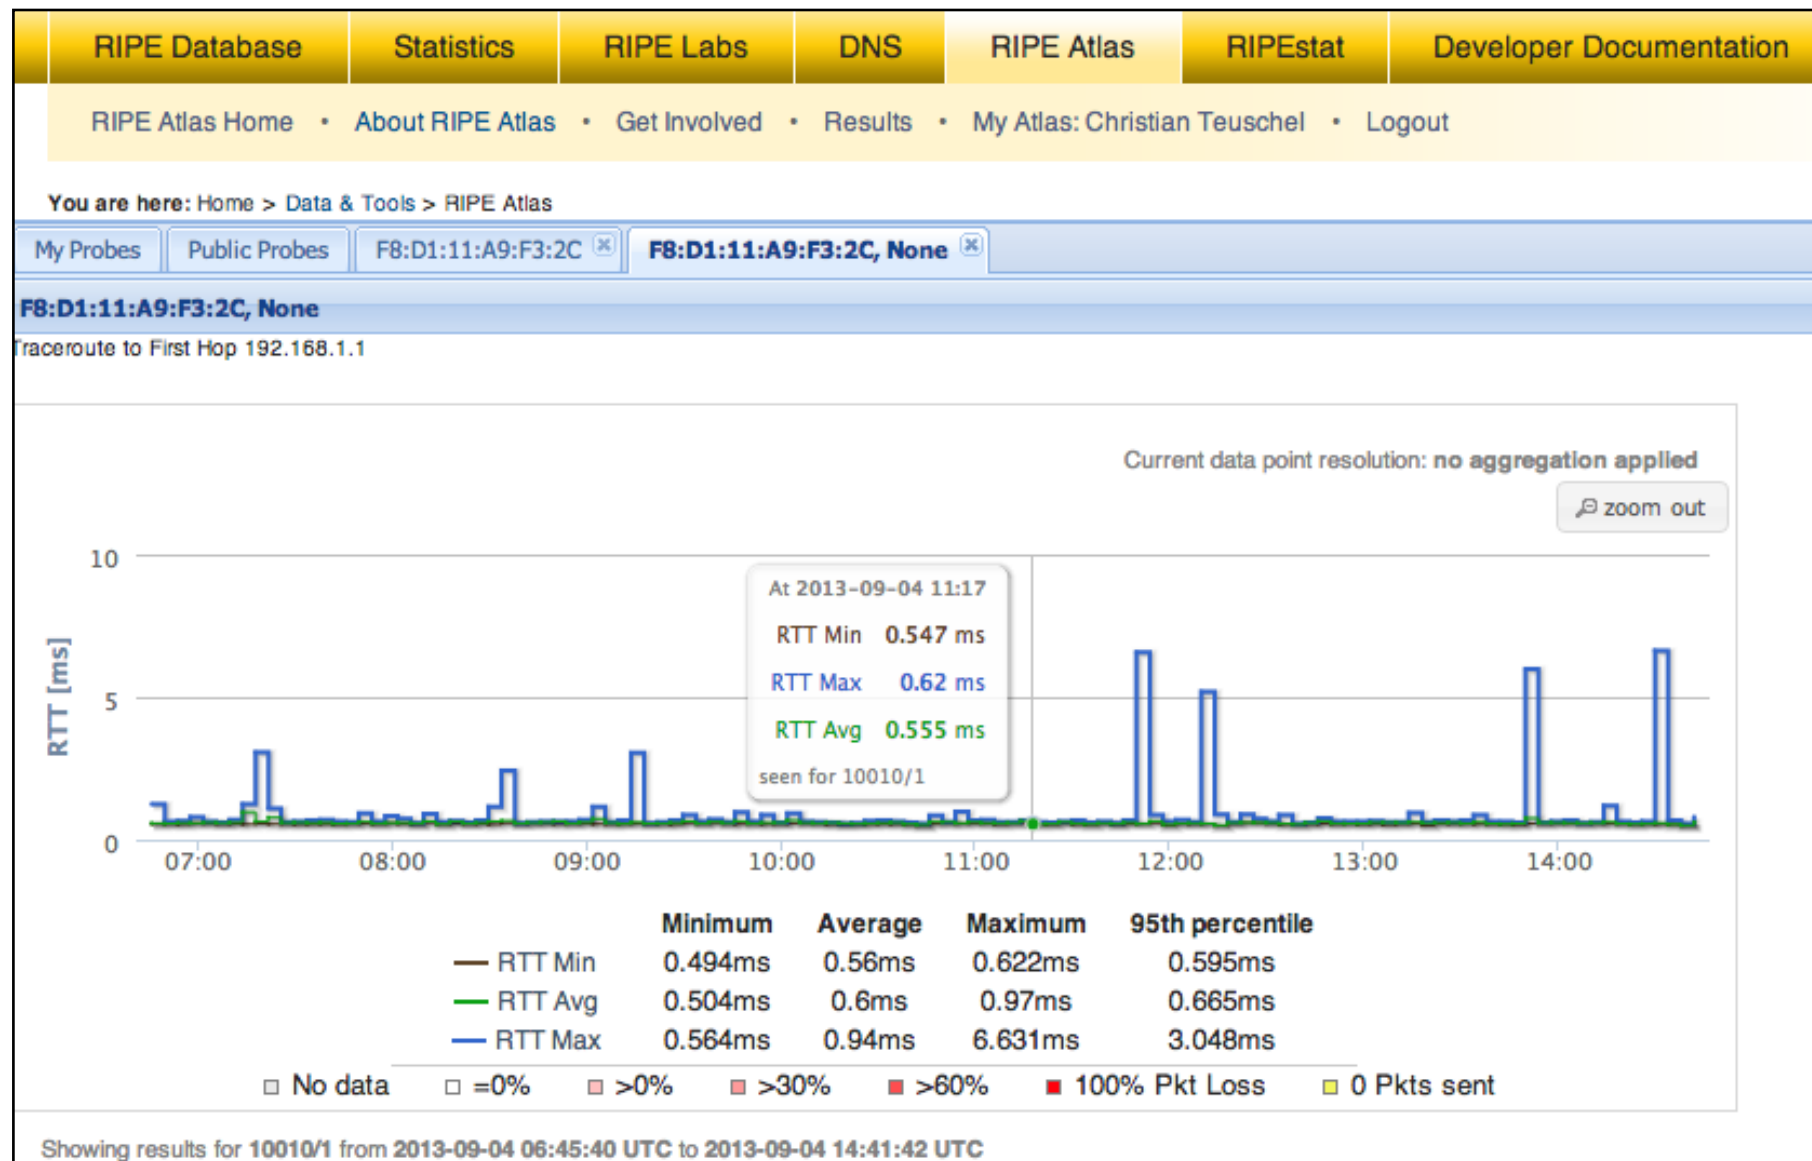 RIPE Database Statistics RIPE Labs DNS RIPE Atlas RIPEstat Developer Documentation
RIPE Atlas Home • About RIPE Atlas • Get Involved • Results • My Atlas: Christian Teuschel • Logout
You are here: Home > Data & Tools > RIPE Atlas
My Probes Public Probes F8:D1:11:A9:F3:2C F8:D1:11:A9:F3:2C, None
F8:D1:11:A9:F3:2C, None
Traceroute to First Hop 192.168.1.1
Current data point resolution: no aggregation applied
zoom out
10
5
0
RTT [ms]
At 2013-09-04 11:17
RTT Min 0.547 ms
RTT Max 0.62 ms
RTT Avg 0.555 ms
seen for 10010/1
07:00 08:00 09:00 10:00 11:00 12:00 13:00 14:00
Minimum Average Maximum 95th percentile
RTT Min 0.494ms 0.56ms 0.622ms 0.595ms
RTT Avg 0.504ms 0.6ms 0.97ms 0.665ms
RTT Max 0.564ms 0.94ms 6.631ms 3.048ms
No data =0% >0% >30% >60% 100% Pkt Loss 0 Pkts sent
Showing results for 10010/1 from 2013-09-04 06:45:40 UTC to 2013-09-04 14:41:42 UTC